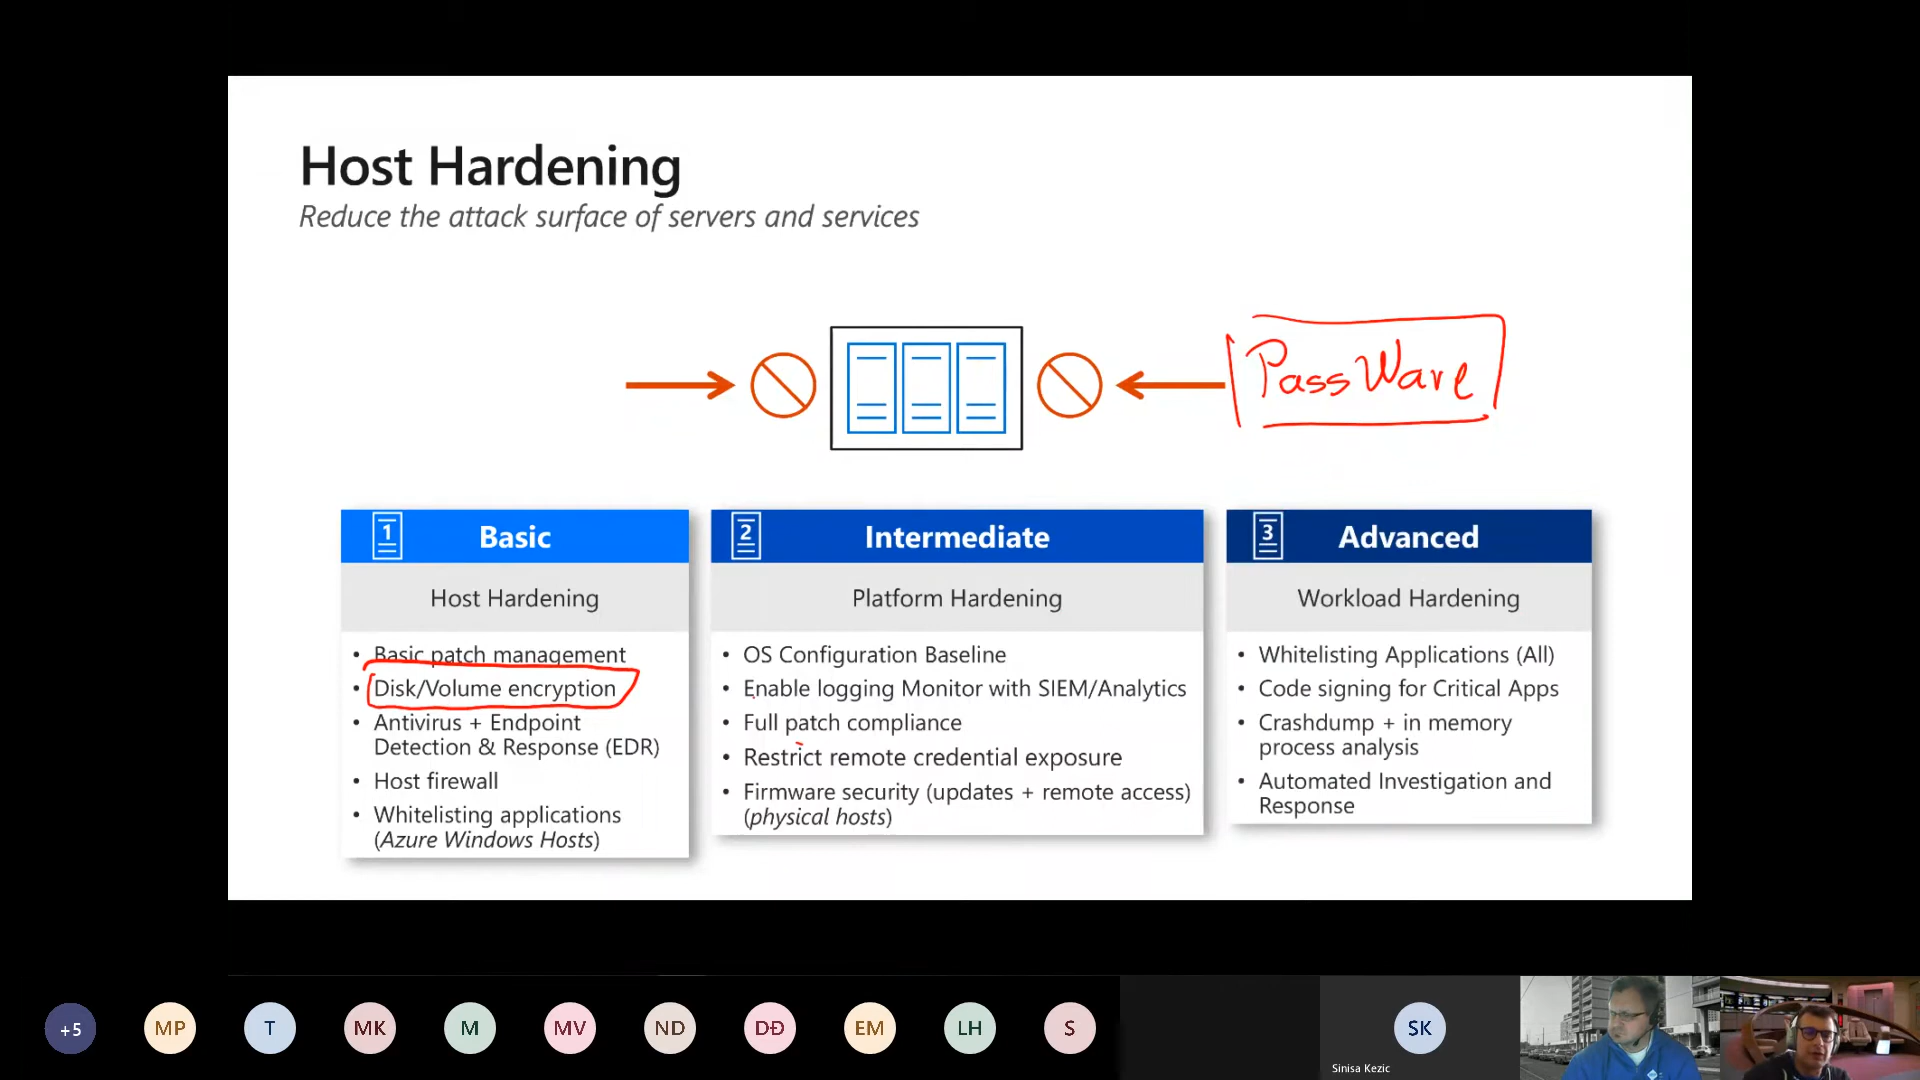 Host Hardening
Reduce the attack surface of servers and services
PassWare
1
Basic
Host Hardening
• Basic patch management
• Disk/Volume encryption
• Antivirus + Endpoint
Detection & Response (EDR)
• Host firewall
• Whitelisting applications
(Azure Windows Hosts)
2
Intermediate
Platform Hardening
• OS Configuration Baseline
• Enable logging Monitor with SIEM/Analytics
• Full patch compliance
• Restrict remote credential exposure
• Firmware security (updates + remote access)
(physical hosts)
3
Advanced
Workload Hardening
• Whitelisting Applications (All)
• Code signing for Critical Apps
• Crashdump + in memory
process analysis
• Automated Investigation and
Response
+5
MP
T
MK
M
MV
ND
DĐ
EM
LH
S
SK
Sinisa Kezic